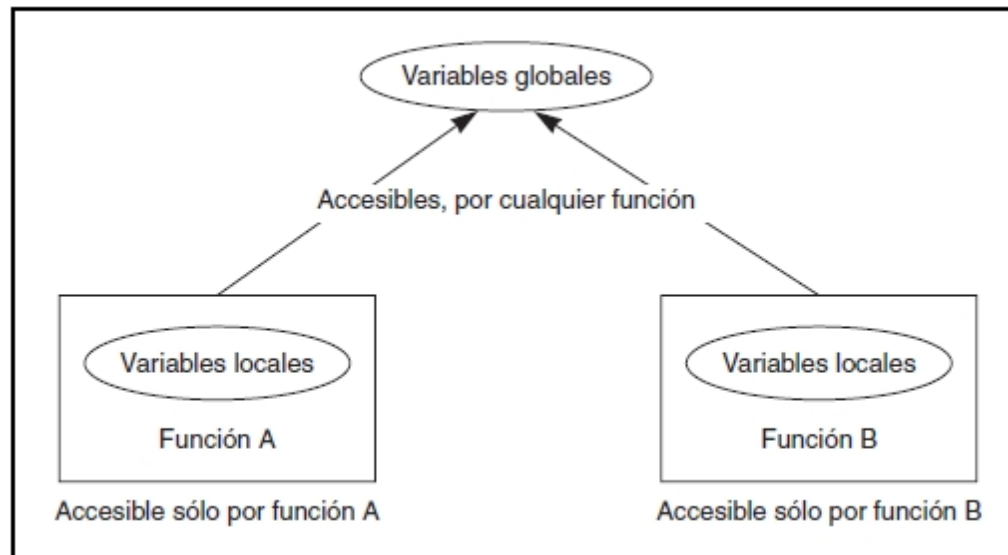 Variables globales
Accesibles, por cualquier función
Variables locales
Función A
Accesible sólo por función A
Variables locales
Función B
Accesible sólo por función B